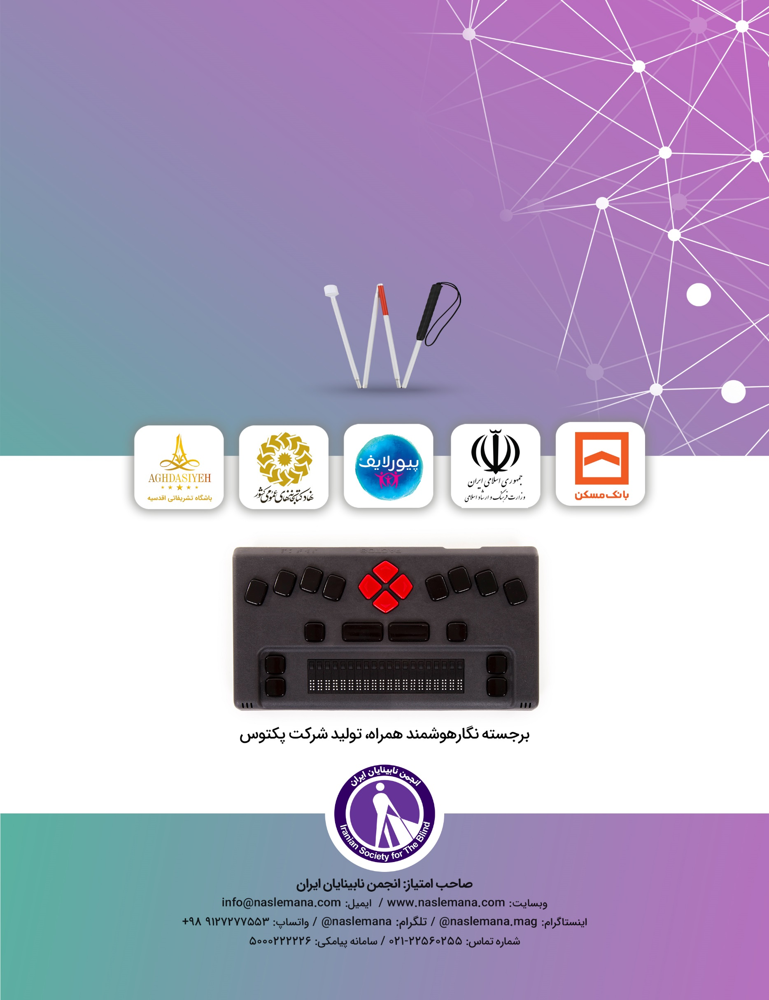 بانک مسکن
جمهوری اسلامی ایران
وزارت فرهنگ و ارشاد اسلامی
پیورلایف
نهاد کتابخانه‌های عمومی کشور
AGHDASIYEH
باشگاه تشریفاتی اقدسیه
برجسته نگارهوشمند همراه، تولید شرکت پکتوس
انجمن نابینایان ایران
Iranian Society for The Blind
صاحب امتیاز: انجمن نابینایان ایران
وبسایت: www.naslemana.com / ایمیل: info@naslemana.com
اینستاگرام: @naslemana.mag / تلگرام: @naslemana / واتساپ: ۹۱۲۷۲۷۷۵۵۳ ۹۸+
شماره تماس: ۲۲۵۶۰۲۵۵-۰۲۱ / سامانه پیامکی: ۵۰۰۰۲۲۲۲۲۶